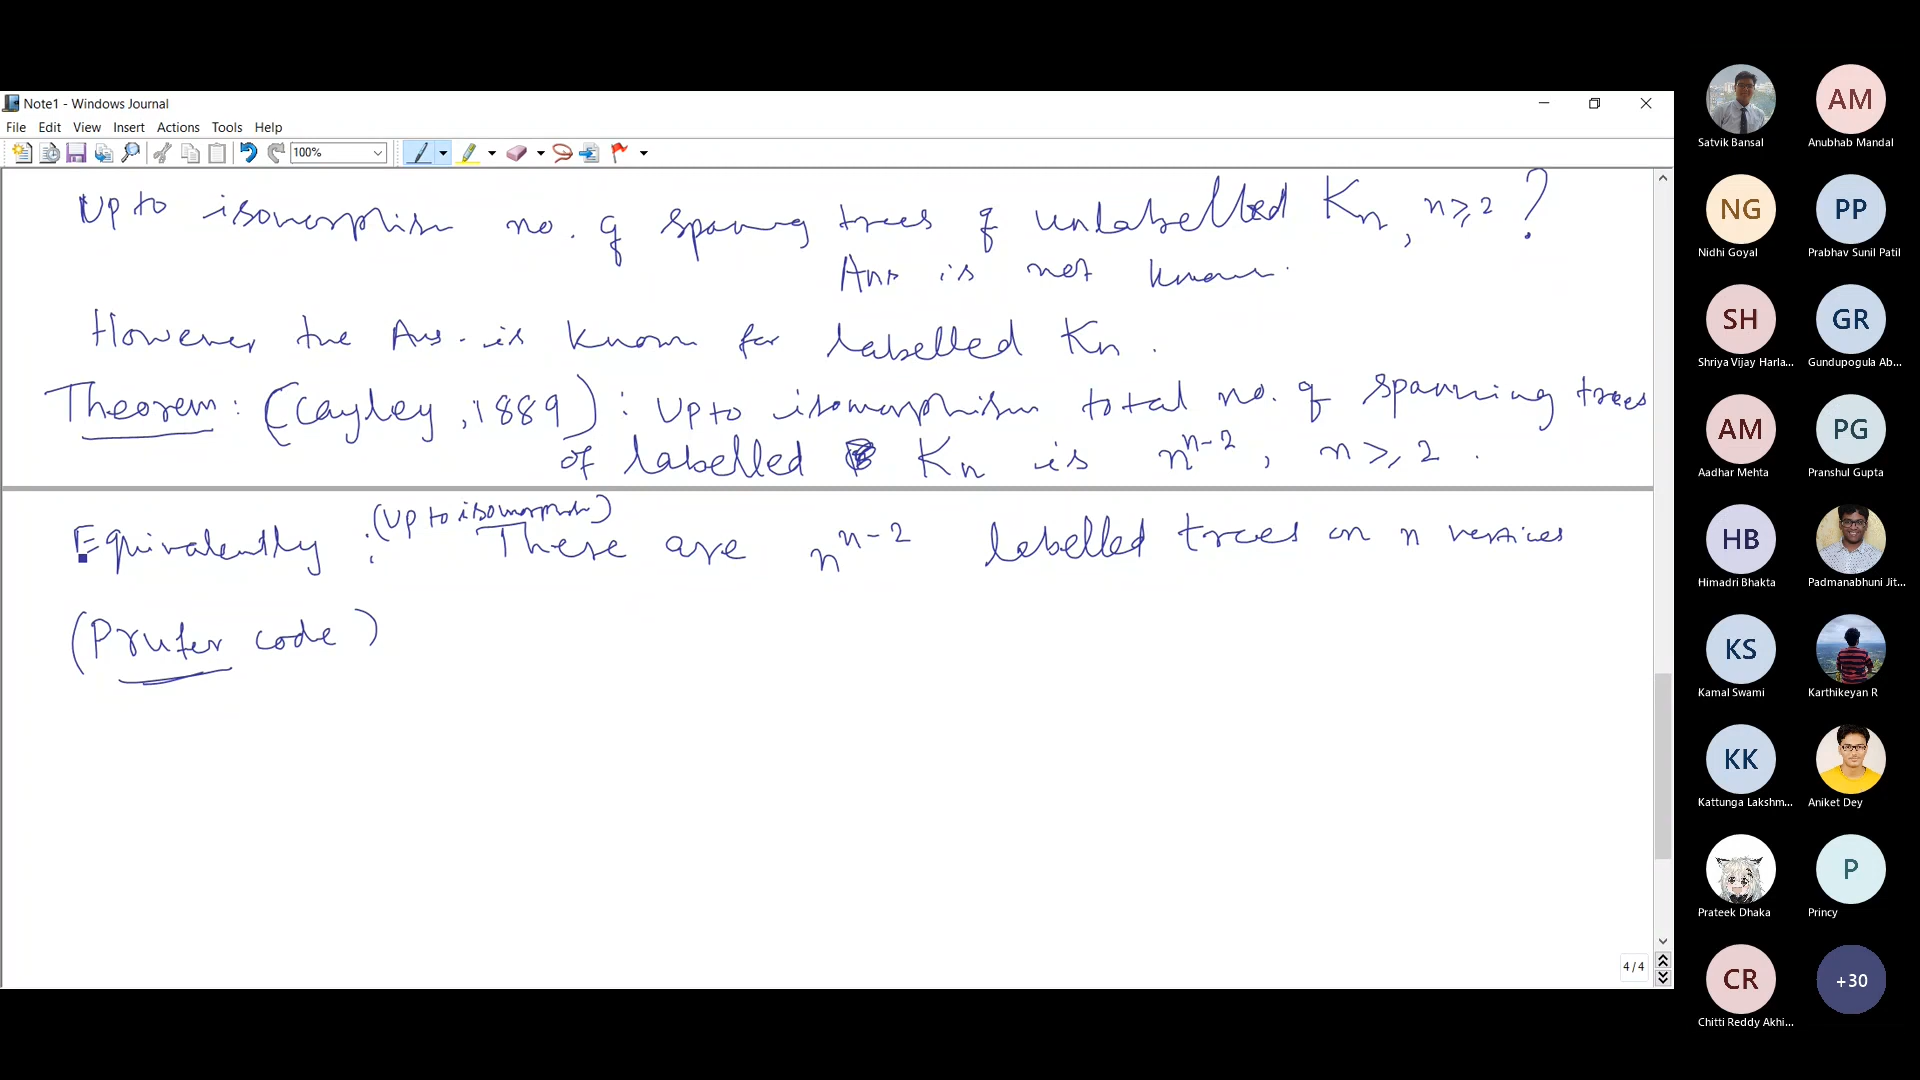 Note1 - Windows Journal
File Edit View Insert Actions Tools Help
100%
Upto isomorphism no. of spanning trees of unlabelled Kn, n≥2?
Ans is not known.
However the Ans. is known for labelled Kn.
Theorem: (Cayley, 1889): Upto isomorphism total no. of spanning trees
of labelled Kn is n^{n-2}, n≥2.
(Up to isomorphism)
Equivalently: There are n^{n-2} labelled trees on n vertices
(Prufer code)
4/4
Satvik Bansal
AM
Anubhab Mandal
NG
Nidhi Goyal
PP
Prabhav Sunil Patil
SH
Shriya Vijay Harla...
GR
Gundupogula Ab...
AM
Aadhar Mehta
PG
Pranshul Gupta
HB
Himadri Bhakta
Padmanabhuni Jit...
KS
Kamal Swami
Karthikeyan R
KK
Kattunga Lakshm...
Aniket Dey
Prateek Dhaka
P
Princy
CR
Chitti Reddy Akhi...
+30